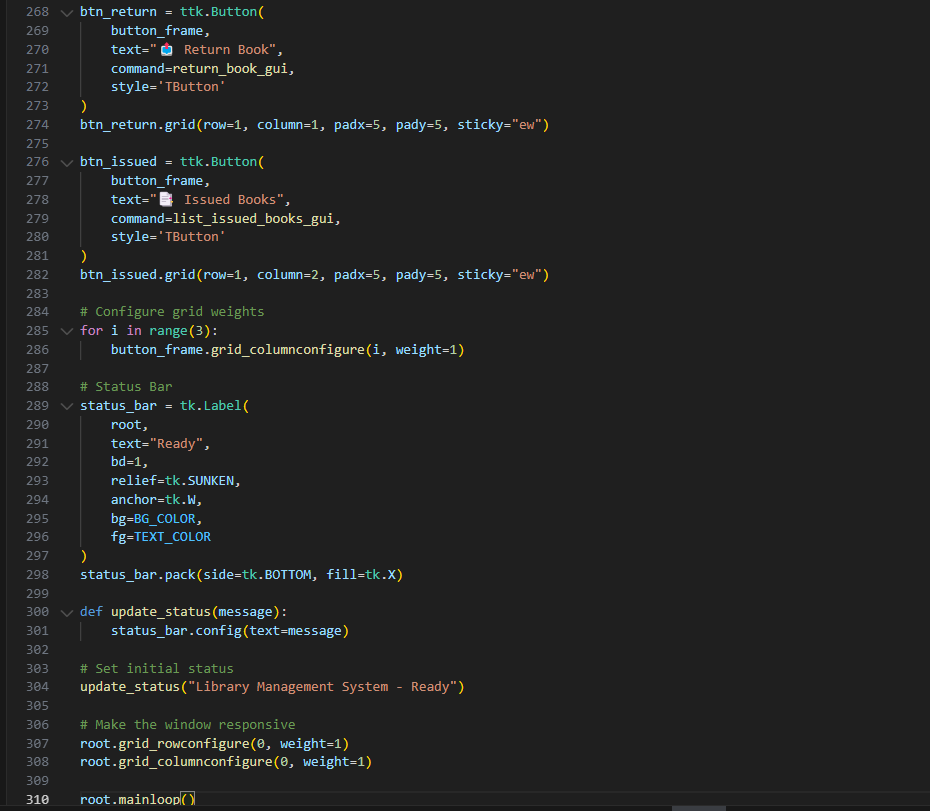 268 btn_return = ttk.Button(
269     button_frame,
270     text="📤 Return Book",
271     command=return_book_gui,
272     style='TButton'
273 )
274 btn_return.grid(row=1, column=1, padx=5, pady=5, sticky="ew")
275
276 btn_issued = ttk.Button(
277     button_frame,
278     text="📑 Issued Books",
279     command=list_issued_books_gui,
280     style='TButton'
281 )
282 btn_issued.grid(row=1, column=2, padx=5, pady=5, sticky="ew")
283
284 # Configure grid weights
285 for i in range(3):
286     button_frame.grid_columnconfigure(i, weight=1)
287
288 # Status Bar
289 status_bar = tk.Label(
290     root,
291     text="Ready",
292     bd=1,
293     relief=tk.SUNKEN,
294     anchor=tk.W,
295     bg=BG_COLOR,
296     fg=TEXT_COLOR
297 )
298 status_bar.pack(side=tk.BOTTOM, fill=tk.X)
299
300 def update_status(message):
301     status_bar.config(text=message)
302
303 # Set initial status
304 update_status("Library Management System - Ready")
305
306 # Make the window responsive
307 root.grid_rowconfigure(0, weight=1)
308 root.grid_columnconfigure(0, weight=1)
309
310 root.mainloop()